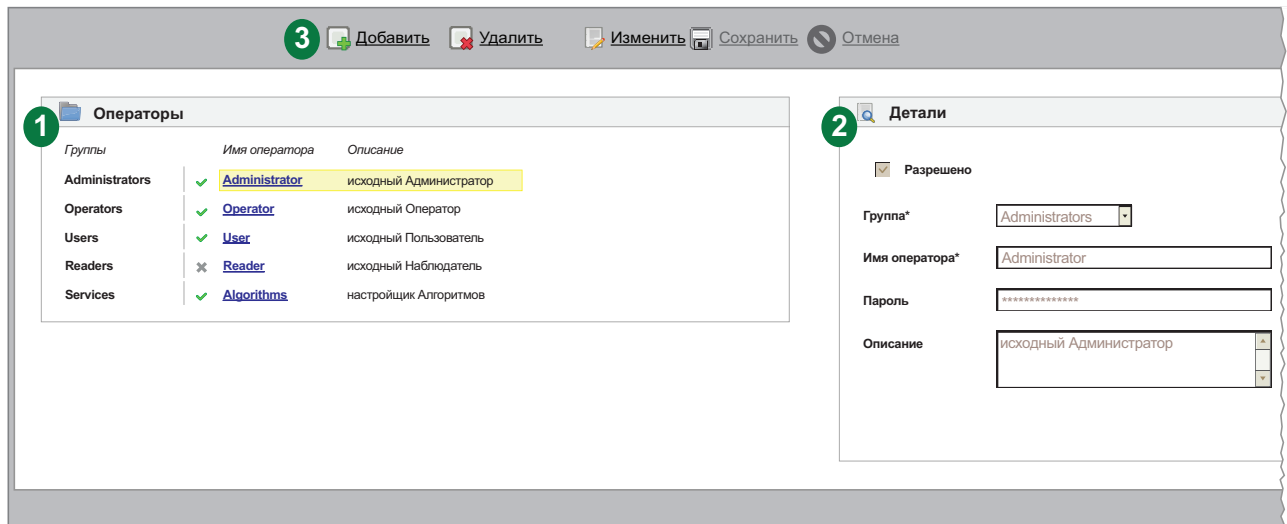 3 Добавить Удалить Изменить Сохранить Отмена
1 Операторы
Группы Имя оператора Описание
Administrators Administrator исходный Администратор
Operators Operator исходный Оператор
Users User исходный Пользователь
Readers Reader исходный Наблюдатель
Services Algorithms настройщик Алгоритмов
2 Детали
Разрешено
Группа* Administrators
Имя оператора* Administrator
Пароль **************
Описание исходный Администратор